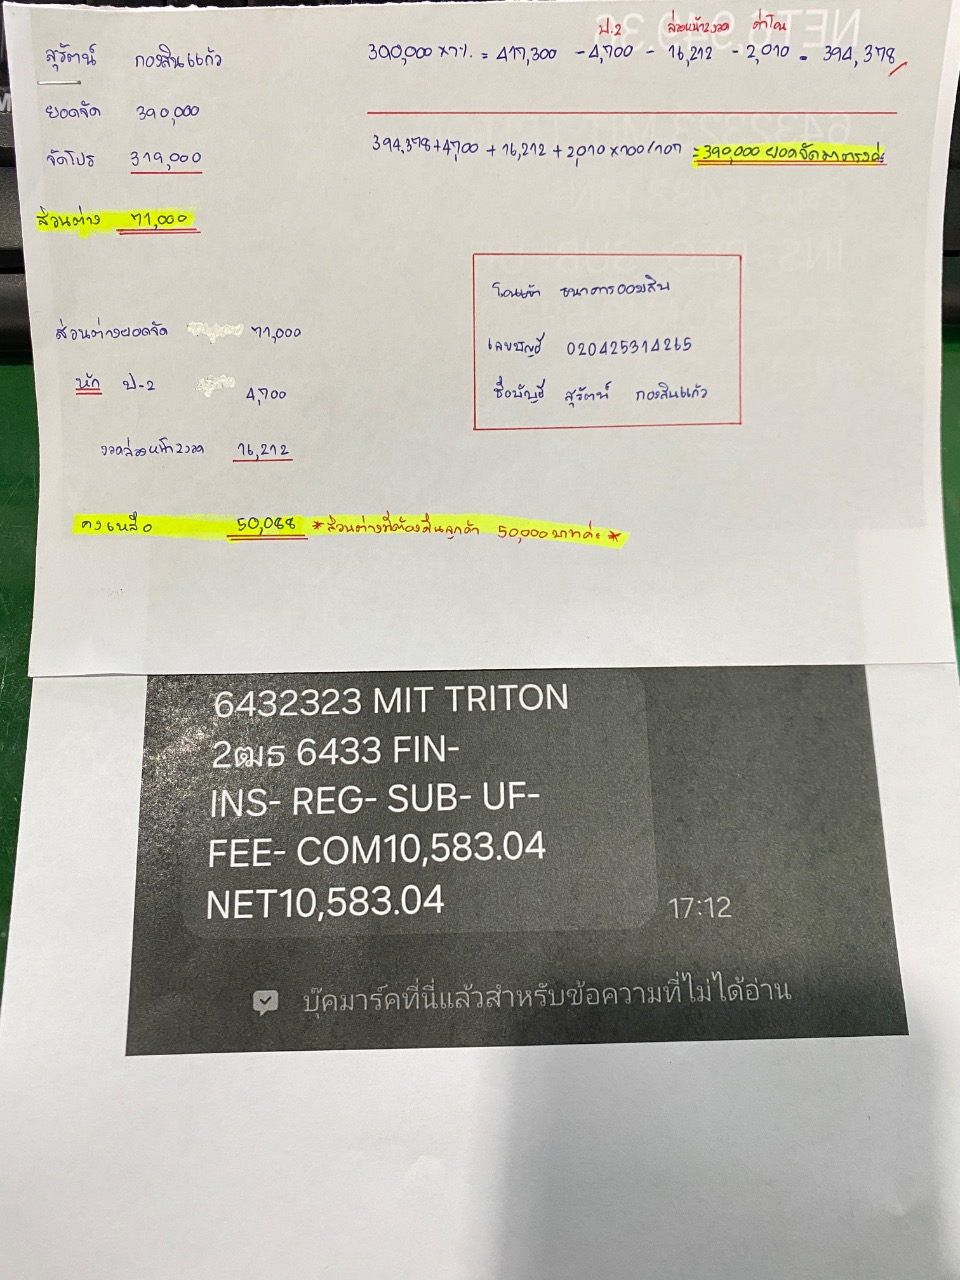 สุรัตน์ กองสินแก้ว
ยอดจัด 390,000
จัดโปร 319,000
ส่วนต่าง 71,000
ป.2 ล่วงหน้า2งวด ค่าโอน
390,000 x 7%. = 417,300 - 4,700 - 16,212 - 2,010 = 394,378
394,378+4,700 + 16,212 + 2,010 x 100/107 = 390,000 ยอดจัดมาตรงค่ะ
โอนเข้า ธนาคารออมสิน
เลขบัญชี 020425314265
ชื่อบัญชี สุรัตน์ กองสินแก้ว
ส่วนต่างยอดจัด 71,000
หัก ป-2 4,700
งวดล่วงหน้า2งวด 16,212
คงเหลือ 50,088 *ส่วนต่างที่ต้องคืนลูกค้า 50,000 บาทค่ะ *
6432323 MIT TRITON
2ฒธ 6433 FIN-
INS- REG- SUB- UF-
FEE- COM10,583.04
NET10,583.04
17:12
บุ๊คมาร์คที่นี่แล้วสำหรับข้อความที่ไม่ได้อ่าน